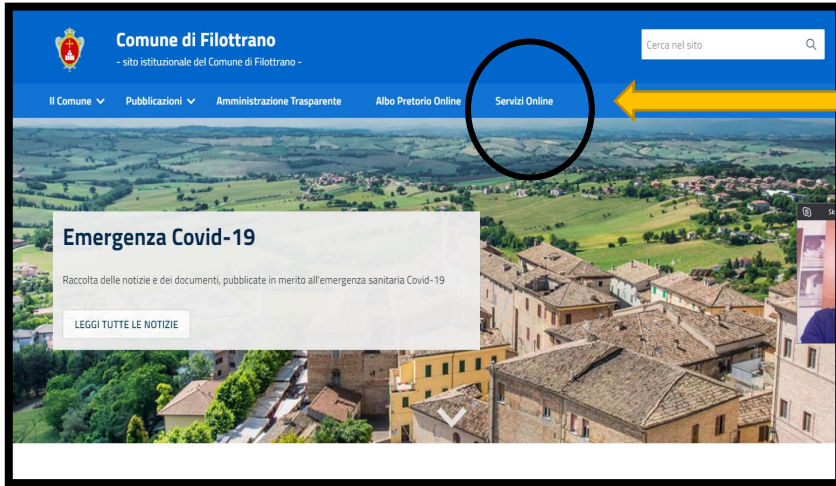 Comune di Filottrano
- sito istituzionale del Comune di Filottrano -
Cerca nel sito
Il Comune
Pubblicazioni
Amministrazione Trasparente
Albo Pretorio Online
Servizi Online
Emergenza Covid-19
Raccolta delle notizie e dei documenti, pubblicate in merito all'emergenza sanitaria Covid-19
LEGGI TUTTE LE NOTIZIE